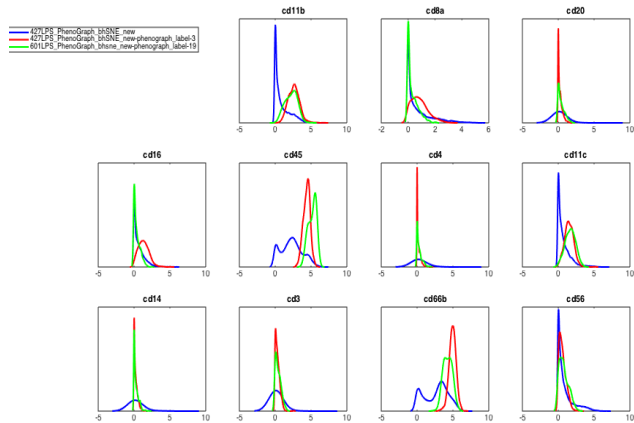 cd11b
cd8a
cd20
427LPS_PhenoGraph_bhSNE_new
427LPS_PhenoGraph_bhSNE_new-phenograph_label-3
601LPS_PhenoGraph_bhsne_new-phenograph_label-19
-5 0 5 10
-2 0 2 4 6
-5 0 5 10
cd16
cd45
cd4
cd11c
-5 0 5 10
-5 0 5 10
-5 0 5 10
-5 0 5 10
cd14
cd3
cd66b
cd56
-5 0 5 10
-5 0 5 10
-5 0 5 10
-5 0 5 10